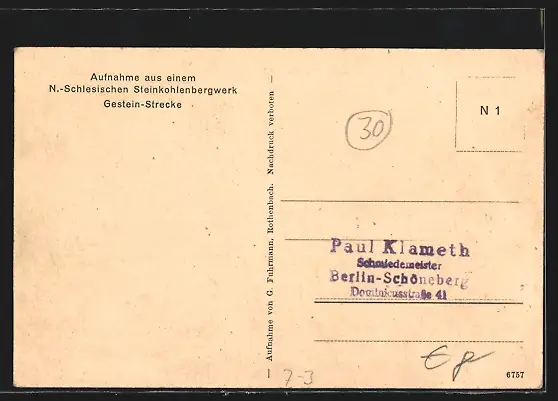 Aufnahme aus einem
N.-Schlesischen Steinkohlenbergwerk
Gestein-Strecke
— Aufnahme von G. Fuhrmann, Rothenbach. Nachdruck verboten —
30
N 1
Paul Klameth
Schmiedemeister
Berlin-Schöneberg
Dominicusstraße 41
7-3
6757